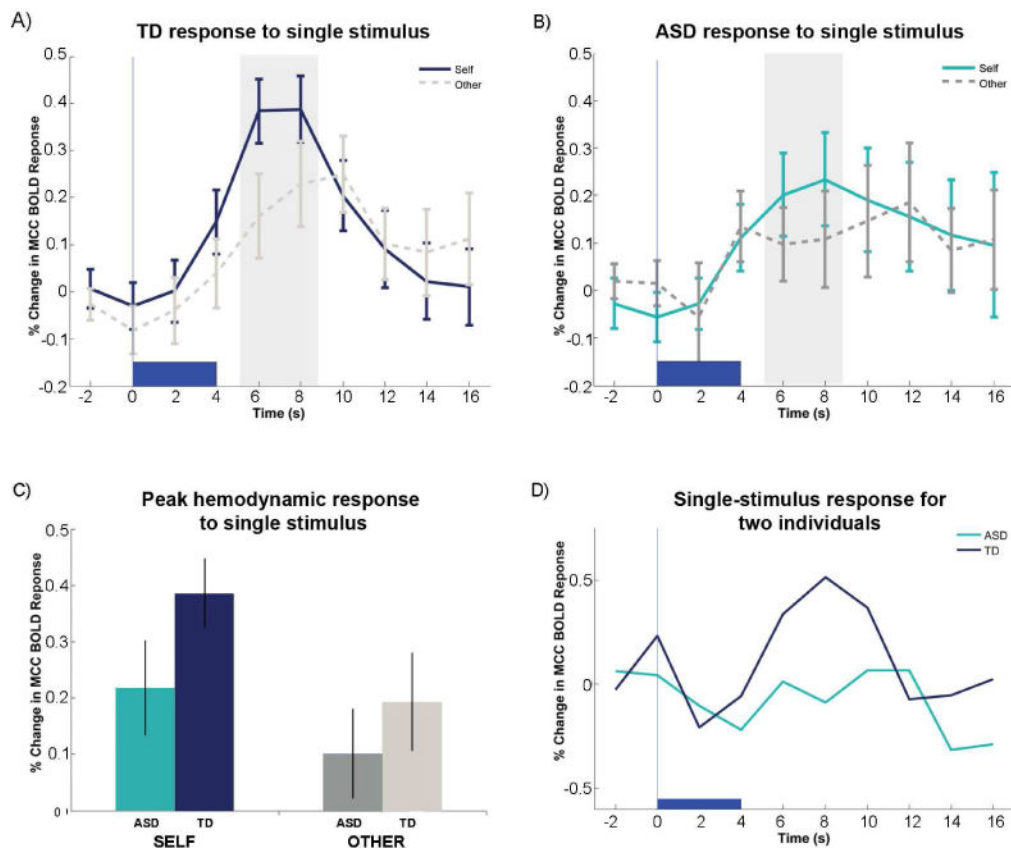 A)
TD response to single stimulus
Self
Other
% Change in MCC BOLD Reponse
0.5
0.4
0.3
0.2
0.1
0
-0.1
-0.2
-2 0 2 4 6 8 10 12 14 16
Time (s)
B)
ASD response to single stimulus
Self
Other
% Change in MCC BOLD Reponse
0.5
0.4
0.3
0.2
0.1
0
-0.1
-0.2
-2 0 2 4 6 8 10 12 14 16
Time (s)
C)
Peak hemodynamic response
to single stimulus
% Change in MCC BOLD Reponse
0.5
0.4
0.3
0.2
0.1
0
ASD TD ASD TD
SELF OTHER
D)
Single-stimulus response for
two individuals
ASD
TD
% Change in MCC BOLD Reponse
0.5
0
-0.5
-2 0 2 4 6 8 10 12 14 16
Time (s)